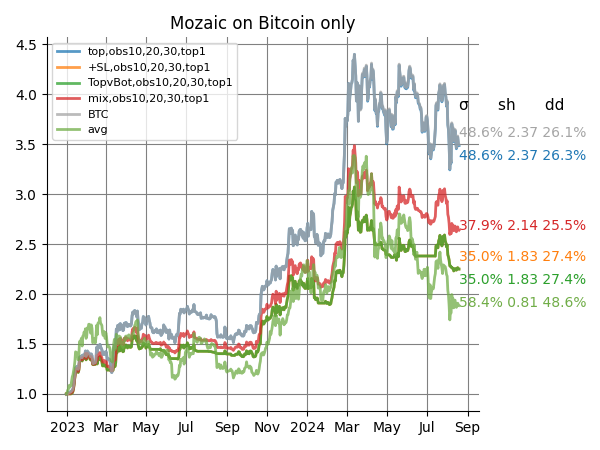 Mozaic on Bitcoin only
top,obs10,20,30,top1
+SL,obs10,20,30,top1
TopvBot,obs10,20,30,top1
mix,obs10,20,30,top1
BTC
avg
4.5
4.0
3.5
3.0
2.5
2.0
1.5
1.0
σ sh dd
48.6% 2.37 26.1%
48.6% 2.37 26.3%
37.9% 2.14 25.5%
35.0% 1.83 27.4%
35.0% 1.83 27.4%
58.4% 0.81 48.6%
2023 Mar May Jul Sep Nov 2024 Mar May Jul Sep